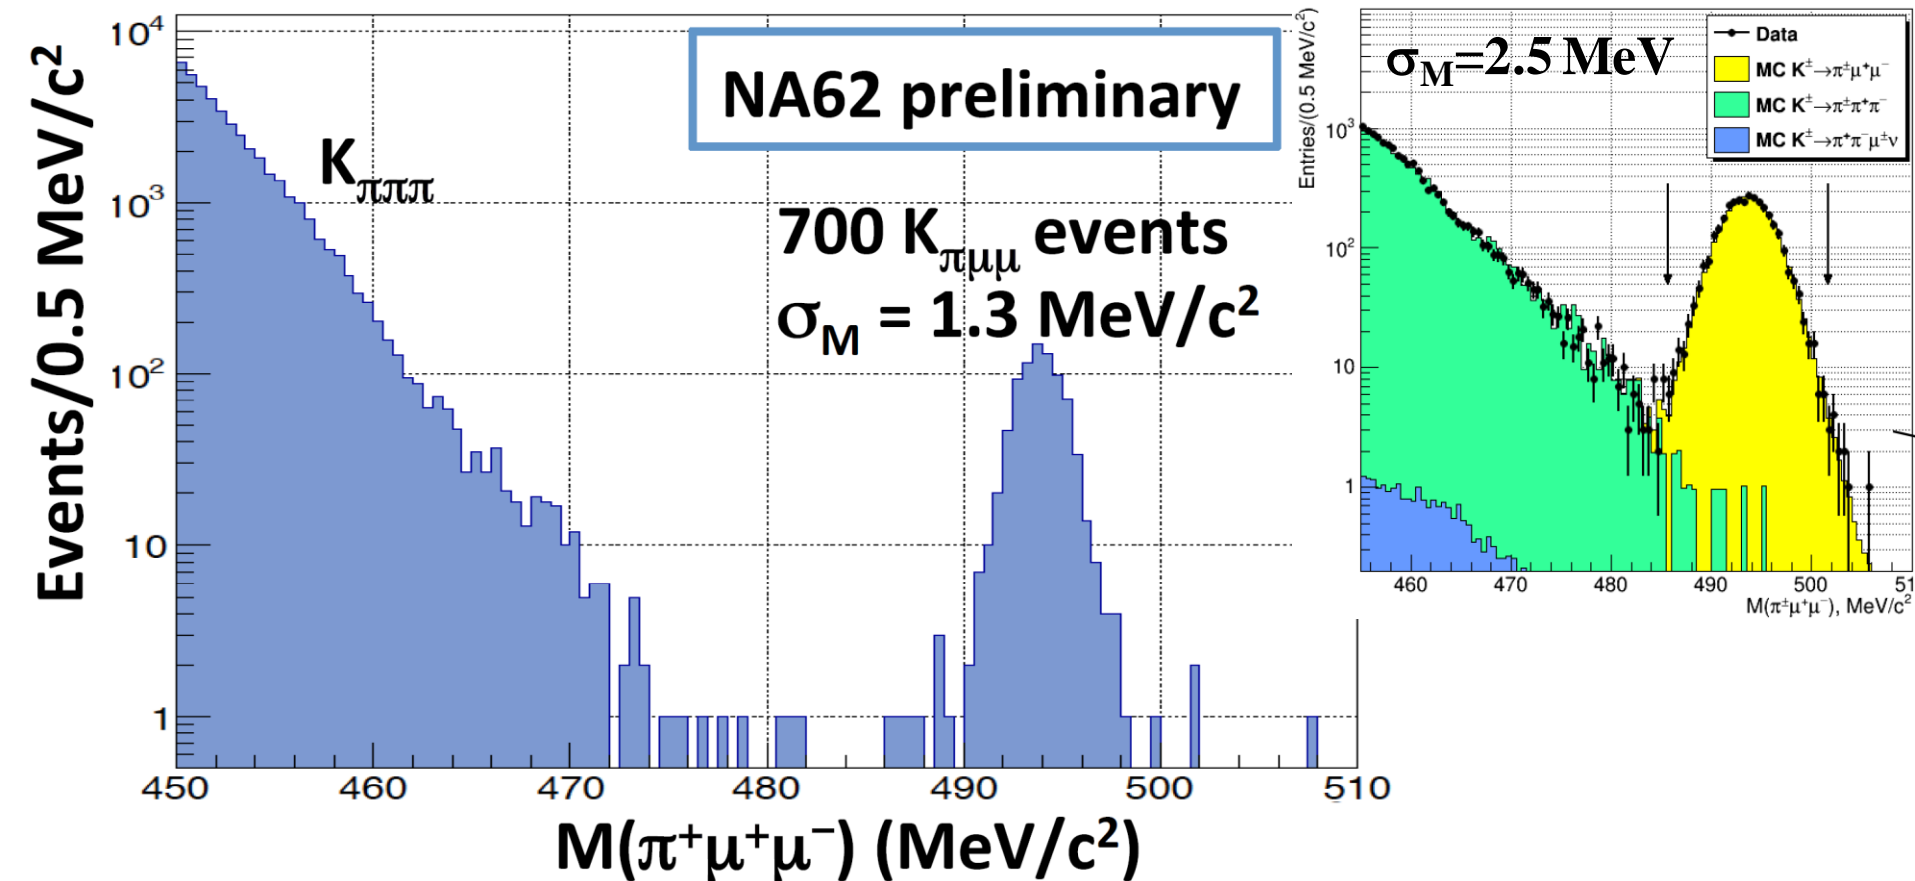 Events/0.5 MeV/c²
10⁴
10³
10²
10
1
NA62 preliminary
Kπππ
700 Kπμμ events
σM = 1.3 MeV/c²
450 460 470 480 490 500 510
M(π⁺μ⁺μ⁻) (MeV/c²)
Entries/(0.5 MeV/c²)
10³
10²
10
1
σM=2.5 MeV
Data
MC K±→π±μ⁺μ⁻
MC K±→π±π⁺π⁻
MC K±→π⁺π⁻μ±ν
460 470 480 490 500 51
M(π±μ⁺μ⁻), MeV/c²